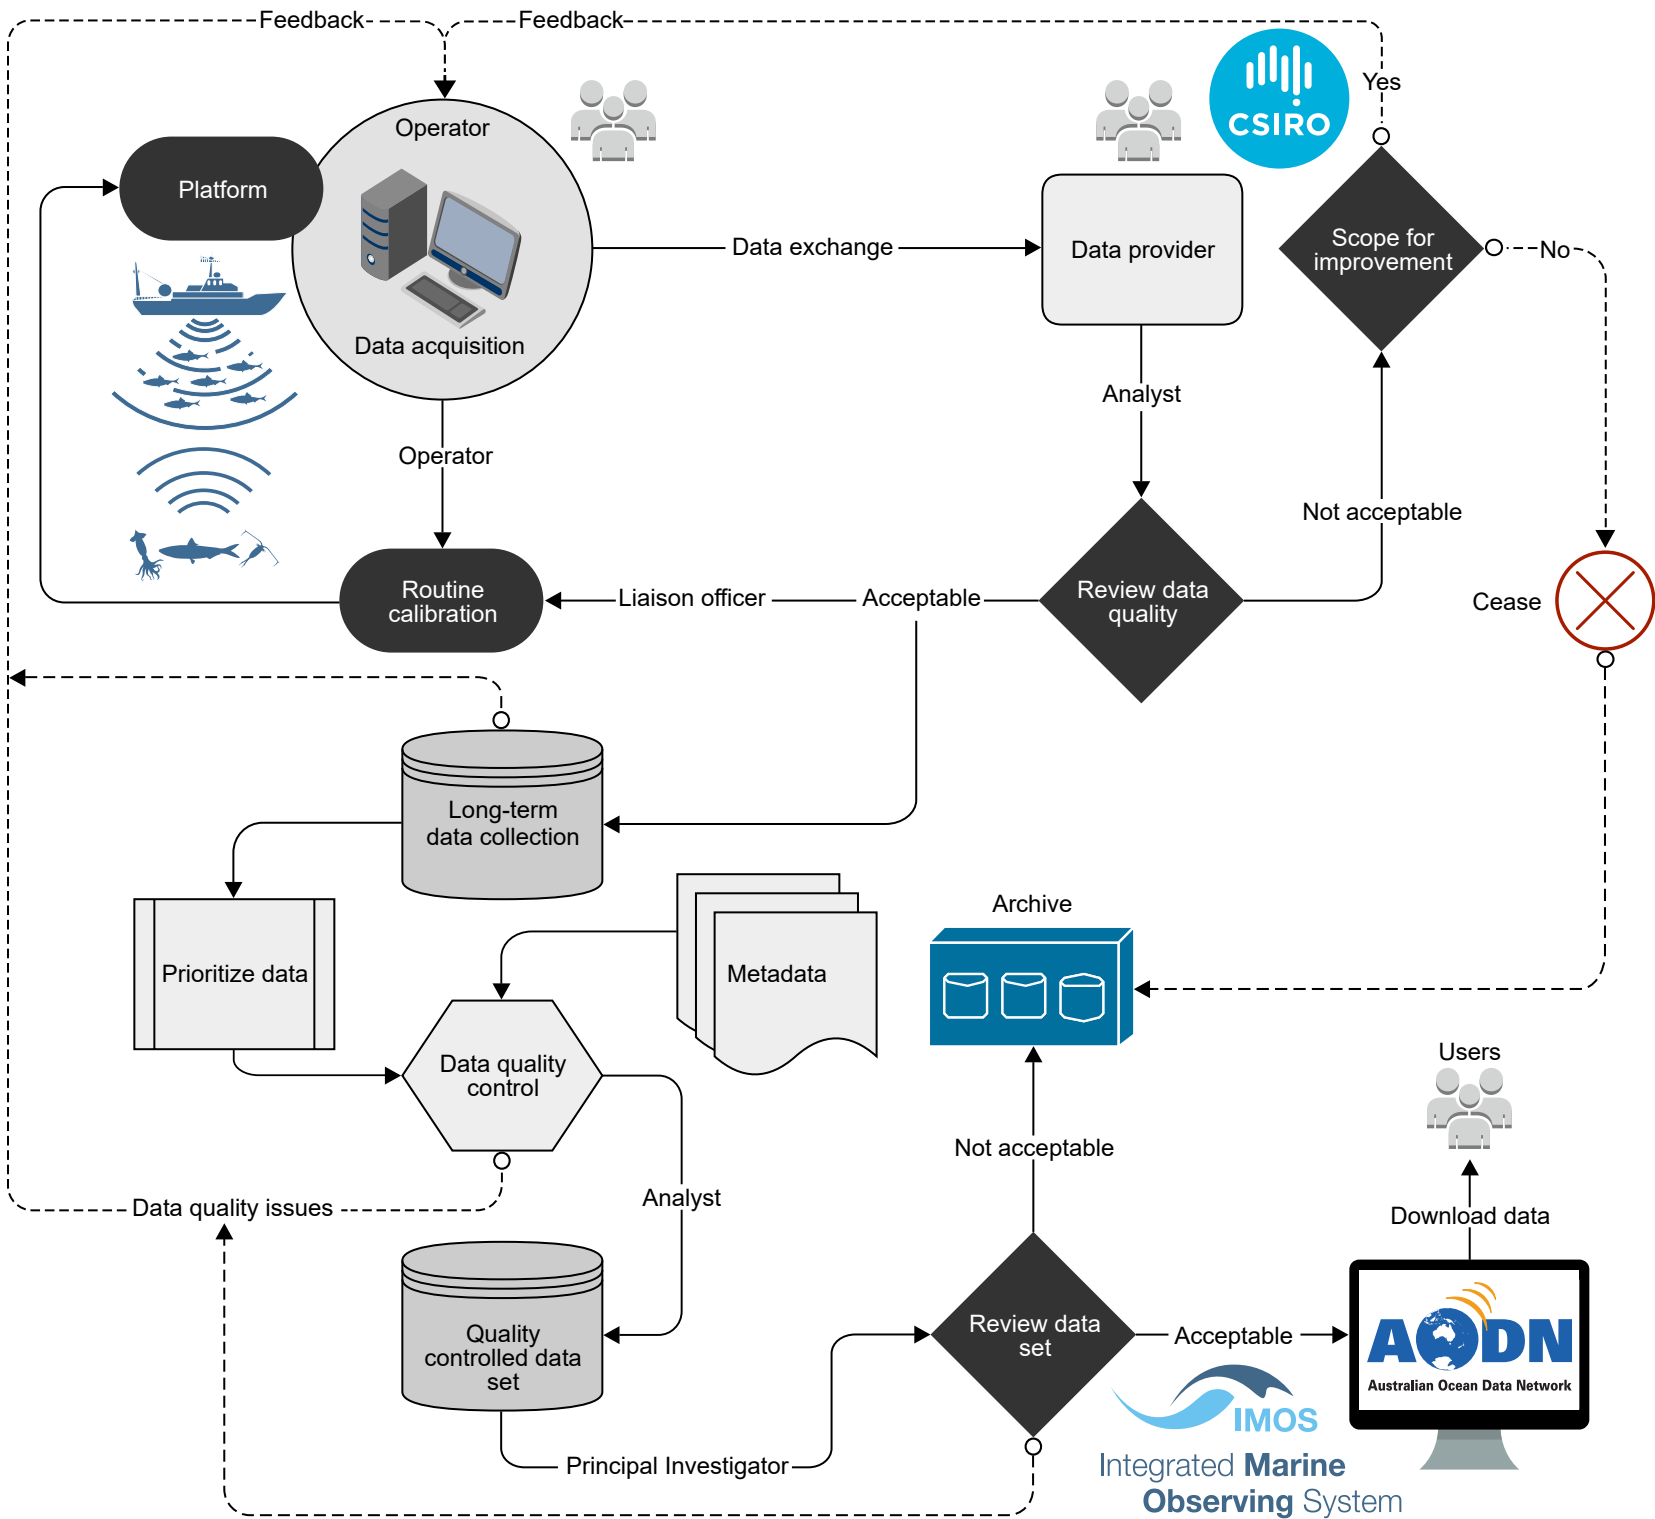 Feedback
Feedback
Operator
Yes
CSIRO
Platform
Data exchange
Data provider
Scope for
improvement
No
Data acquisition
Analyst
Operator
Not acceptable
Routine
calibration
Liaison officer
Acceptable
Review data
quality
Cease
Long-term
data collection
Archive
Prioritize data
Metadata
Data quality
control
Users
Not acceptable
Analyst
Data quality issues
Download data
Quality
controlled data
set
Review data
set
Acceptable
AODN
Australian Ocean Data Network
IMOS
Principal Investigator
Integrated Marine
Observing System